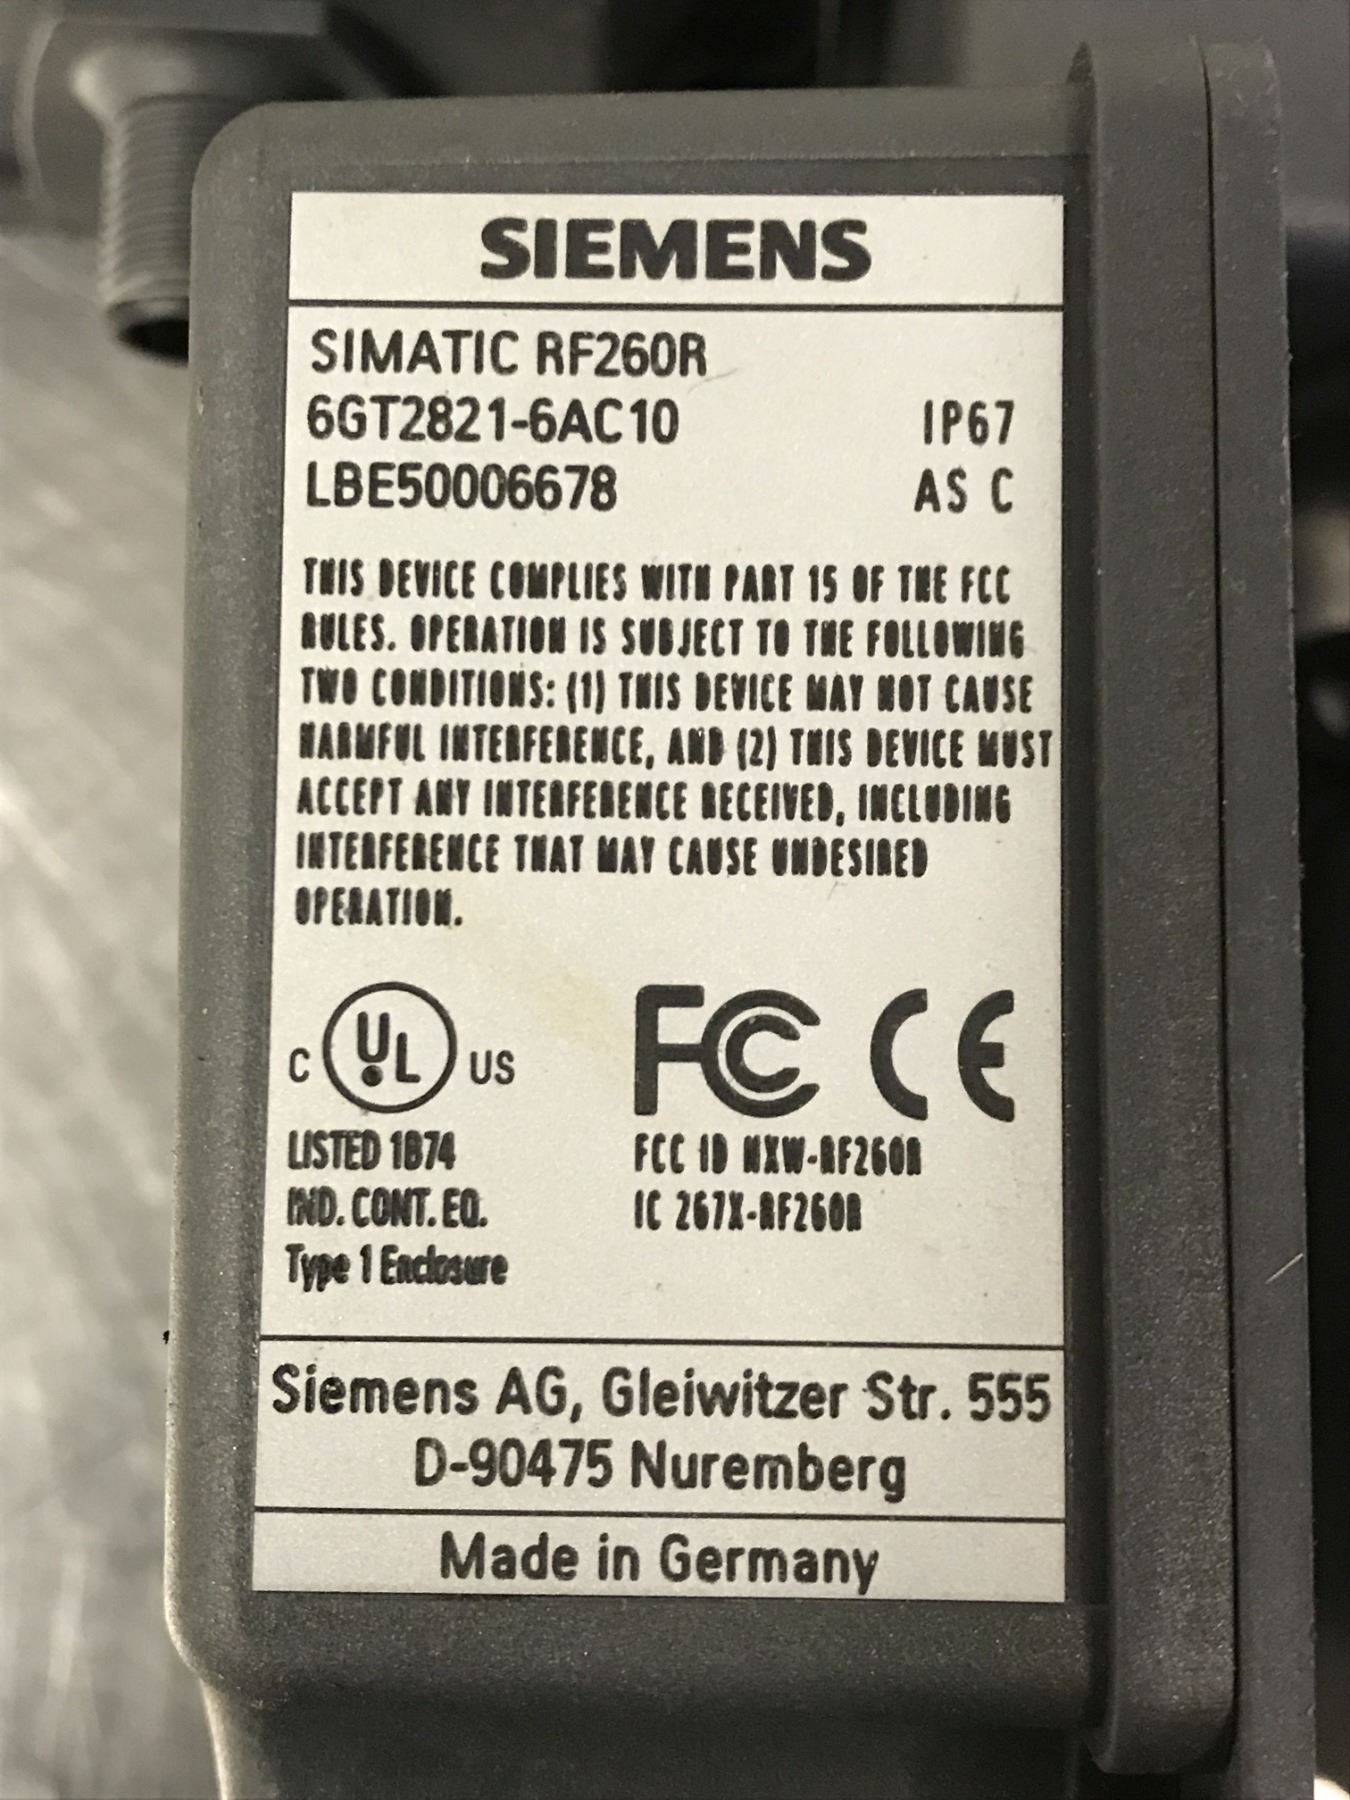 SIEMENS
SIMATIC RF260R
6GT2821-6AC10 IP67
LBE50006678 AS C
THIS DEVICE COMPLIES WITH PART 15 OF THE FCC
RULES. OPERATION IS SUBJECT TO THE FOLLOWING
TWO CONDITIONS: (1) THIS DEVICE MAY NOT CAUSE
HARMFUL INTERFERENCE, AND (2) THIS DEVICE MUST
ACCEPT ANY INTERFERENCE RECEIVED, INCLUDING
INTERFERENCE THAT MAY CAUSE UNDESIRED
OPERATION.
C UL US FC CE
LISTED 1B74 FCC ID NXW-RF260R
IND. CONT. EQ. IC 267X-RF260R
Type 1 Enclosure
Siemens AG, Gleiwitzer Str. 555
D-90475 Nuremberg
Made in Germany